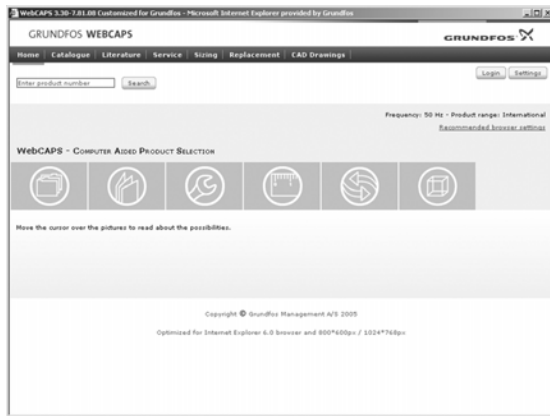 WebCAPS 3.30-7.81.08 Customized for Grundfos - Microsoft Internet Explorer provided by Grundfos
GRUNDFOS WEBCAPS
GRUNDFOS
Home Catalogue Literature Service Sizing Replacement CAD Drawings
Login Settings
Enter product number Search
Frequency: 50 Hz - Product range: International
Recommended browser settings
WebCAPS - Computer Aided Product Selection
Move the cursor over the pictures to read about the possibilities.
Copyright © Grundfos Management A/S 2005
Optimized for Internet Explorer 6.0 browser and 800*600px / 1024*768px